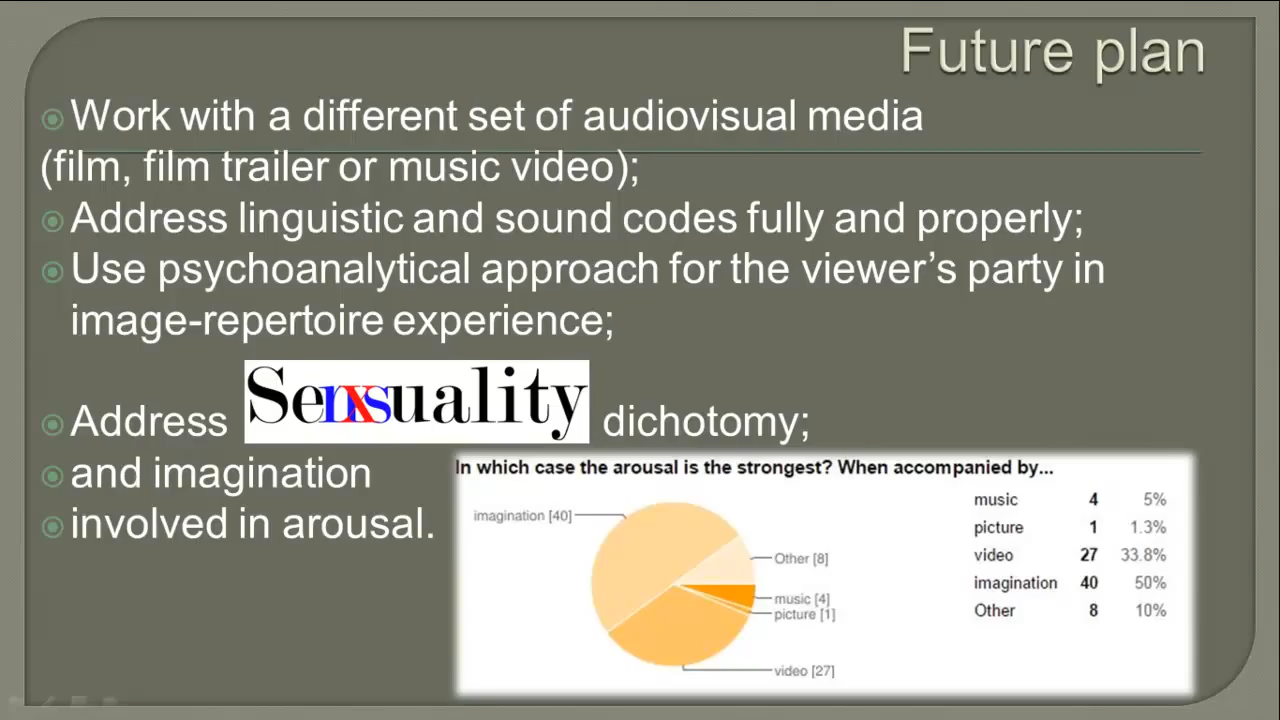 Future plan
Work with a different set of audiovisual media
(film, film trailer or music video);
Address linguistic and sound codes fully and properly;
Use psychoanalytical approach for the viewer’s party in
image-repertoire experience;
Address Senxsuality dichotomy;
and imagination
involved in arousal.
In which case the arousal is the strongest? When accompanied by...
imagination [40]
Other [8]
music [4]
picture [1]
video [27]
music 4 5%
picture 1 1.3%
video 27 33.8%
imagination 40 50%
Other 8 10%